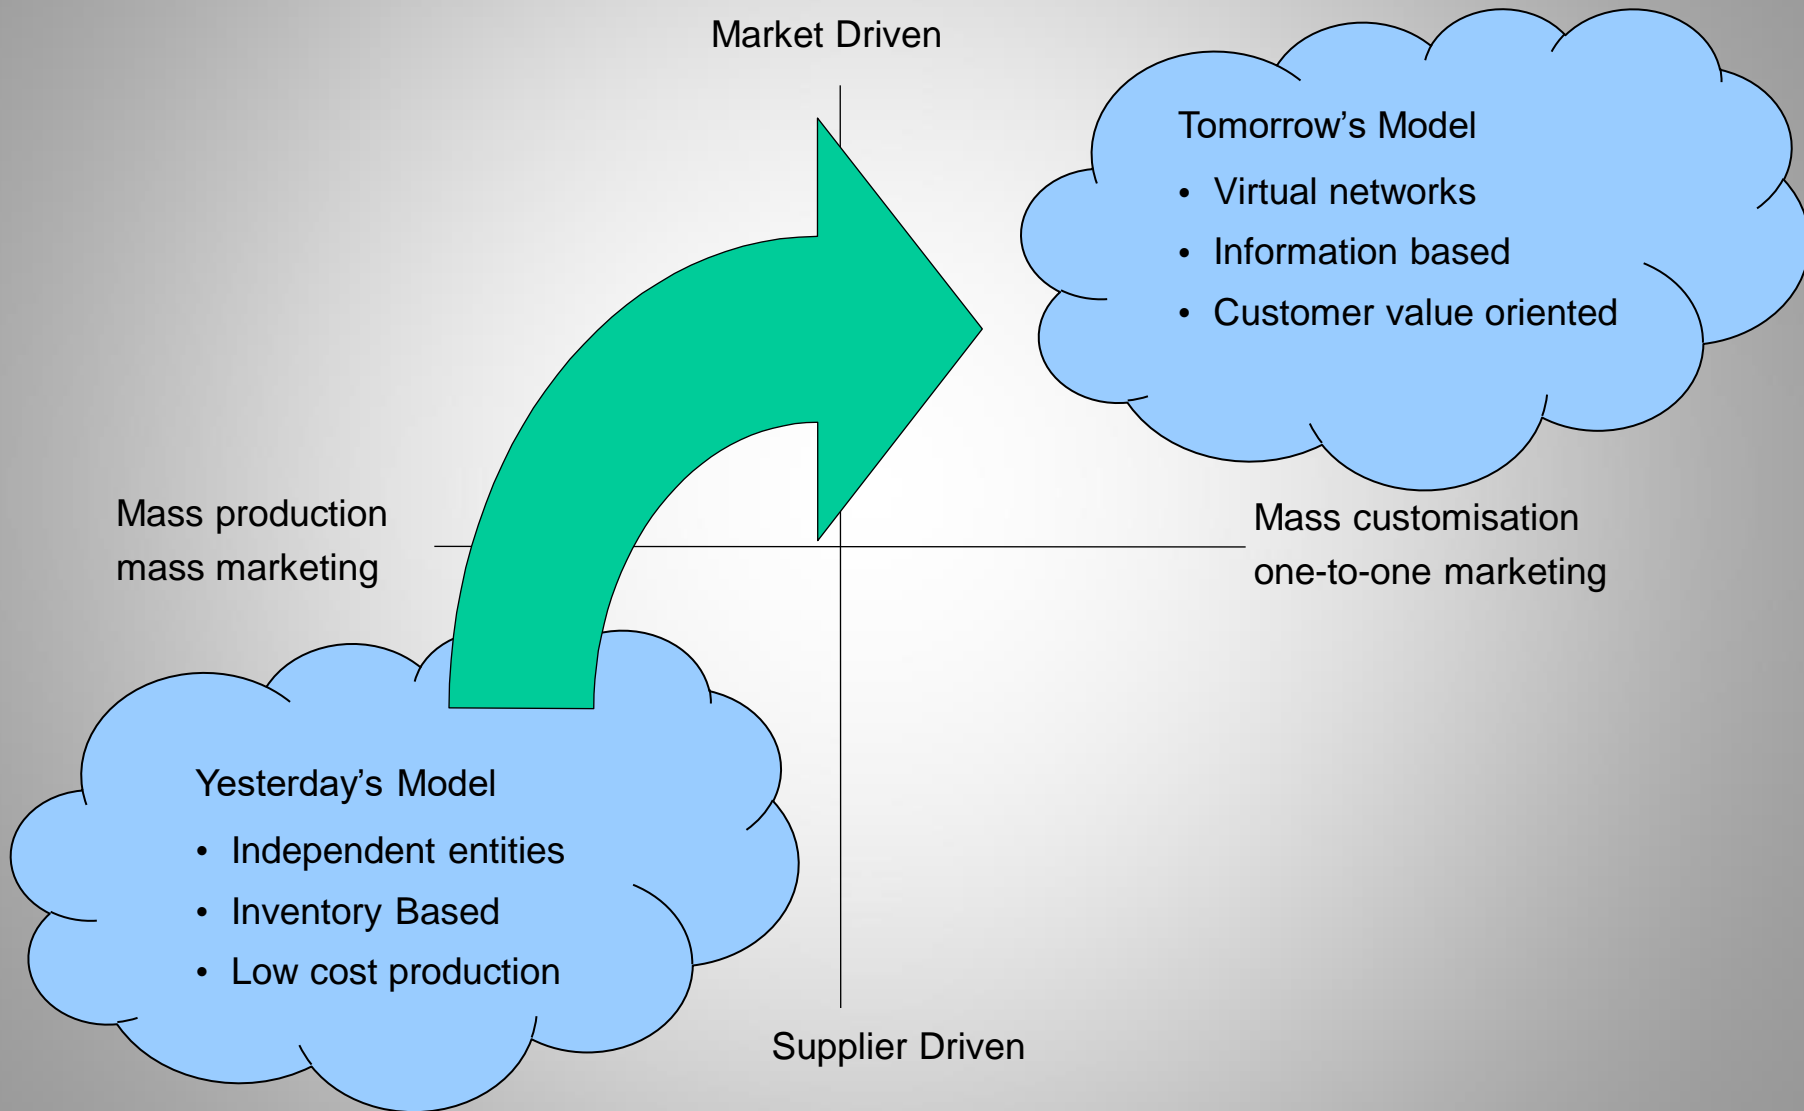 Market Driven
Tomorrow’s Model
• Virtual networks
• Information based
• Customer value oriented
Mass production
mass marketing
Mass customisation
one-to-one marketing
Yesterday’s Model
• Independent entities
• Inventory Based
• Low cost production
Supplier Driven